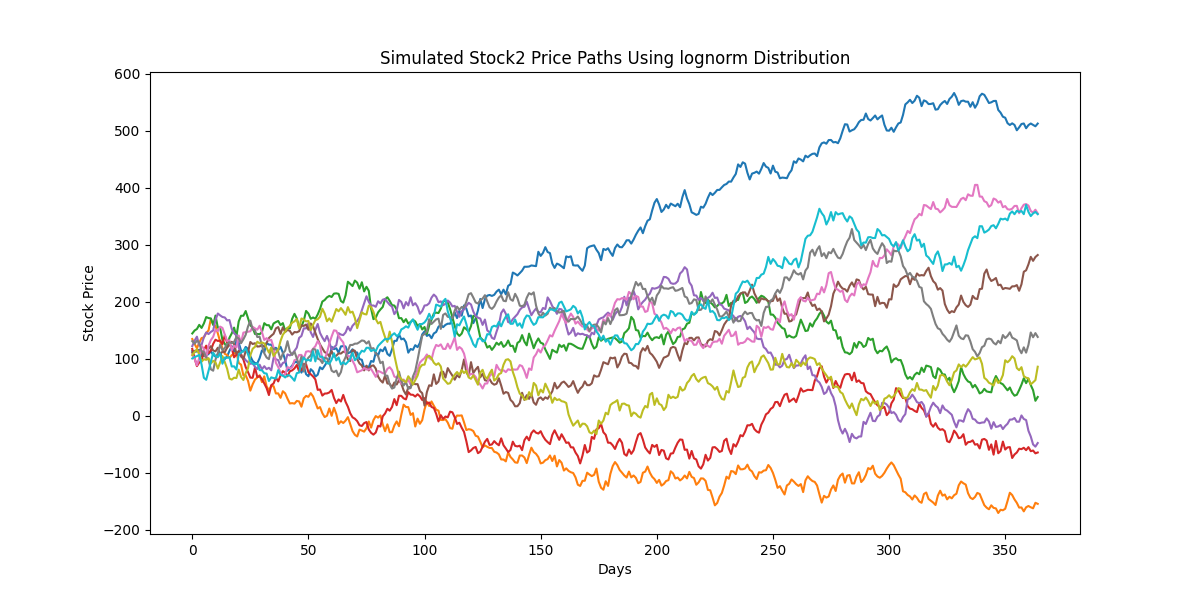 Simulated Stock2 Price Paths Using lognorm Distribution
600
500
400
300
200
100
0
−100
−200
Stock Price
0 50 100 150 200 250 300 350
Days